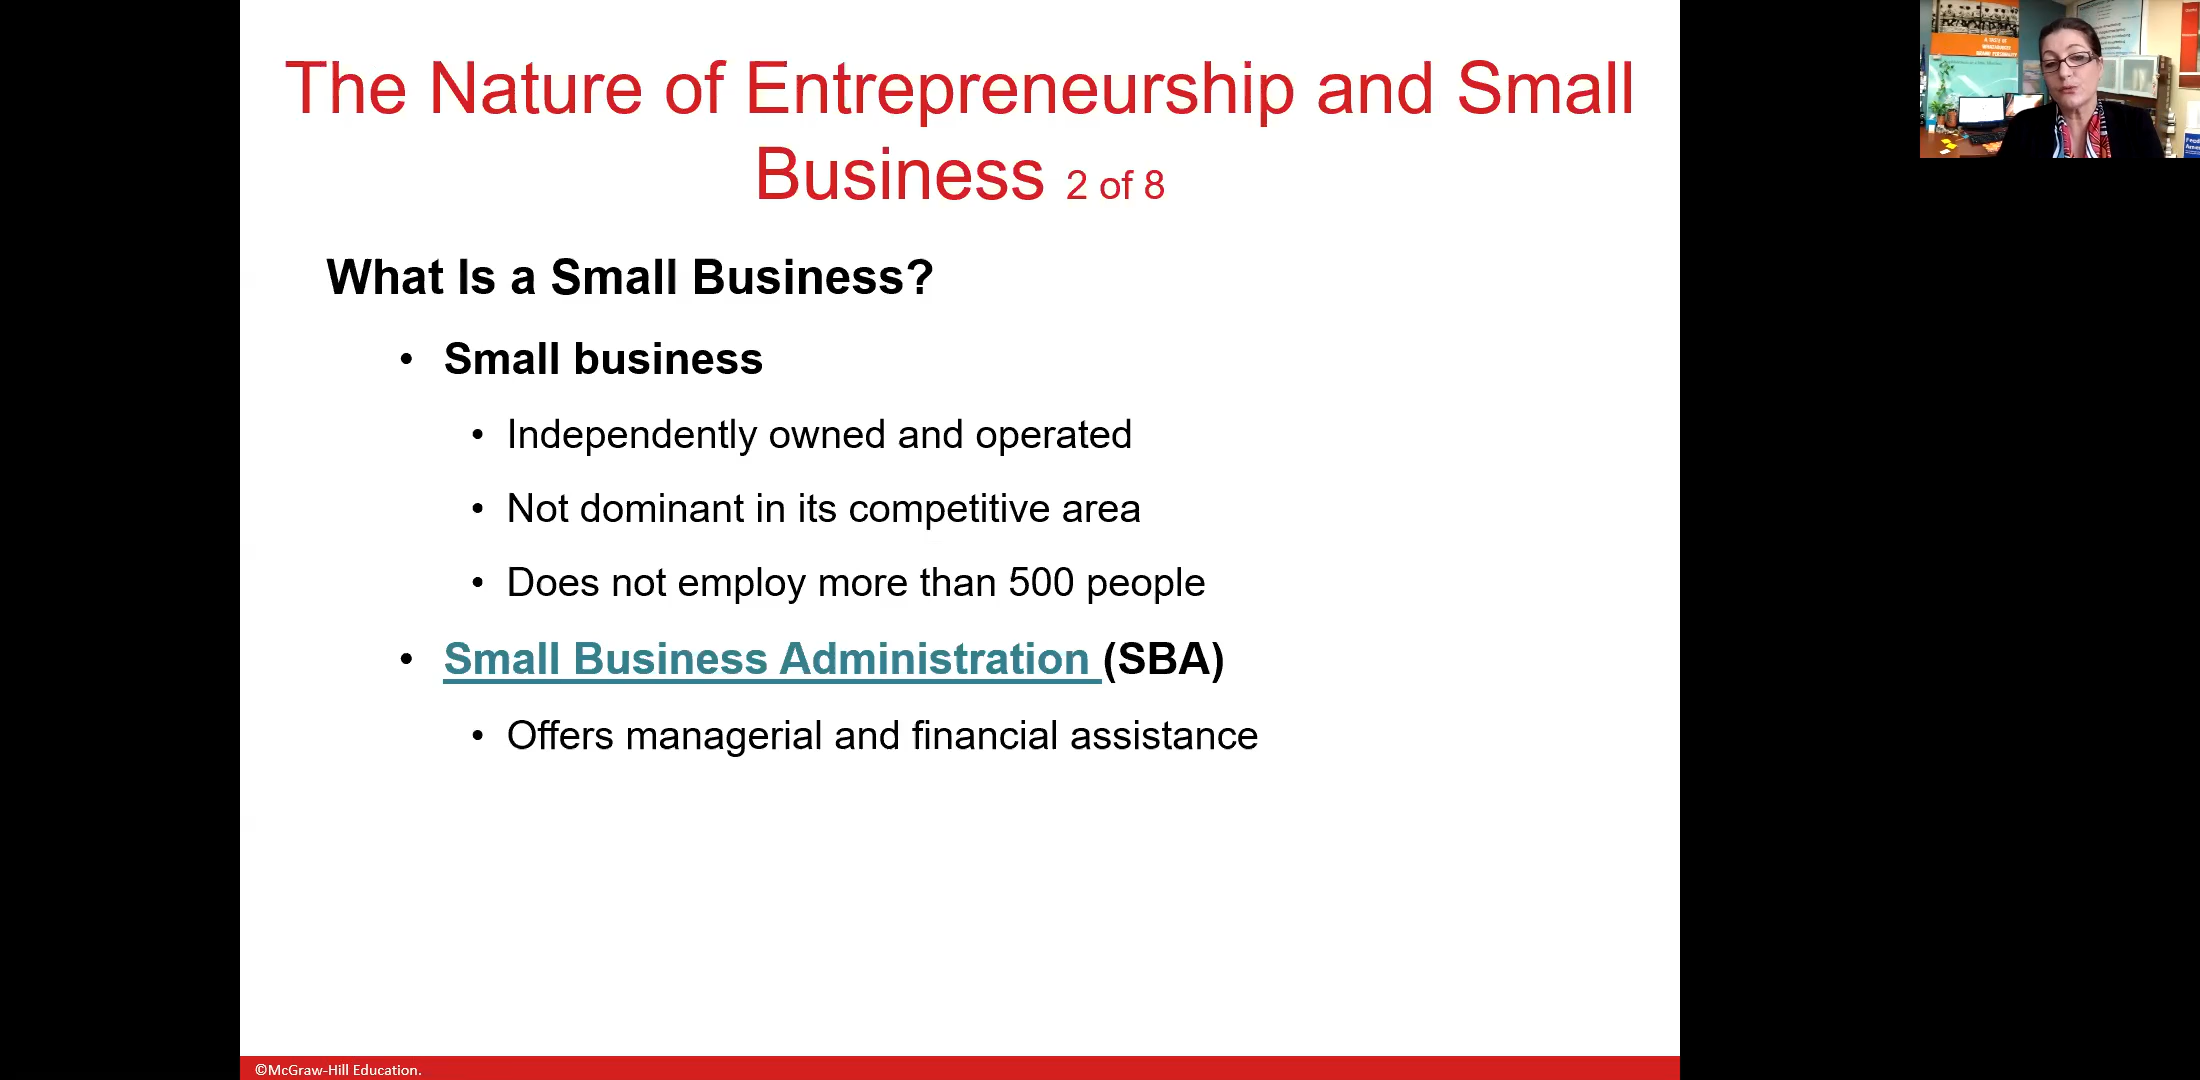 The Nature of Entrepreneurship and Small
Business 2 of 8
What Is a Small Business?
• Small business
• Independently owned and operated
• Not dominant in its competitive area
• Does not employ more than 500 people
• Small Business Administration (SBA)
• Offers managerial and financial assistance
©McGraw-Hill Education.
A TASTE OF